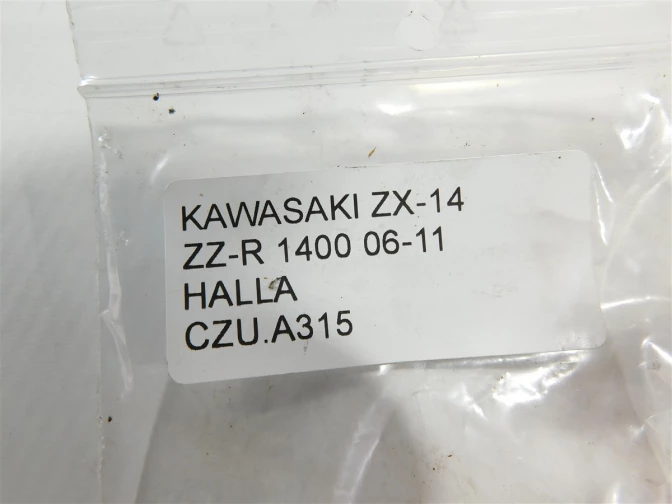 KAWASAKI ZX-14
ZZ-R 1400 06-11
HALLA
CZU.A315